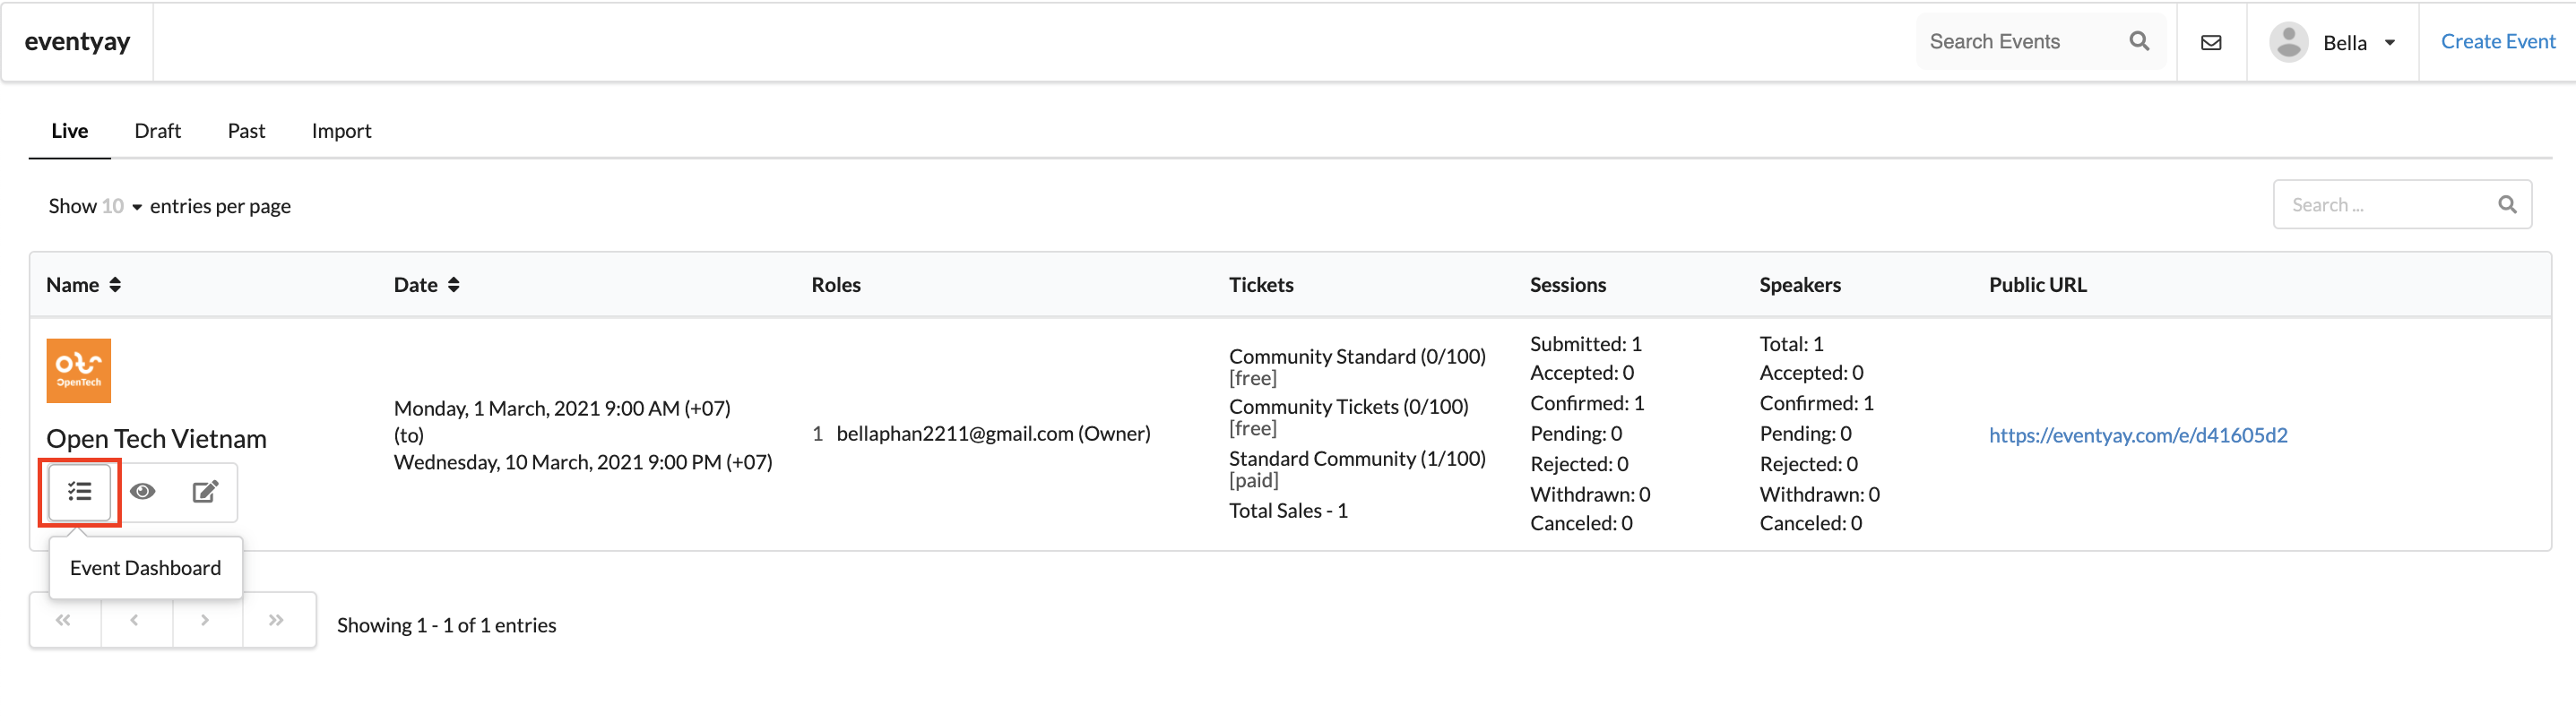 eventyay
Search Events
Bella
Create Event
Live
Draft
Past
Import
Show 10 entries per page
Search ...
Name
Date
Roles
Tickets
Sessions
Speakers
Public URL
OpenTech
Open Tech Vietnam
Event Dashboard
Monday, 1 March, 2021 9:00 AM (+07)
(to)
Wednesday, 10 March, 2021 9:00 PM (+07)
1 bellaphan2211@gmail.com (Owner)
Community Standard (0/100)
[free]
Community Tickets (0/100)
[free]
Standard Community (1/100)
[paid]
Total Sales - 1
Submitted: 1
Accepted: 0
Confirmed: 1
Pending: 0
Rejected: 0
Withdrawn: 0
Canceled: 0
Total: 1
Accepted: 0
Confirmed: 1
Pending: 0
Rejected: 0
Withdrawn: 0
Canceled: 0
https://eventyay.com/e/d41605d2
Showing 1 - 1 of 1 entries